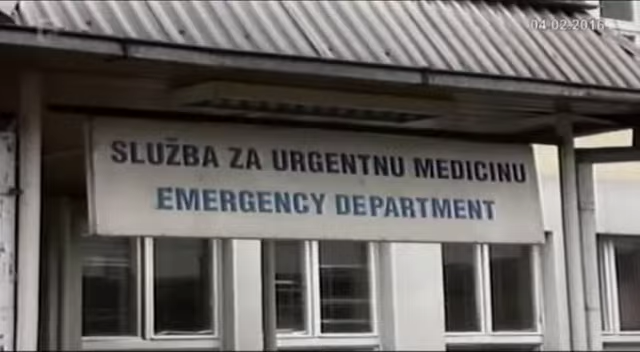 04.02.2016
SLUŽBA ZA URGENTNU MEDICINU
EMERGENCY DEPARTMENT